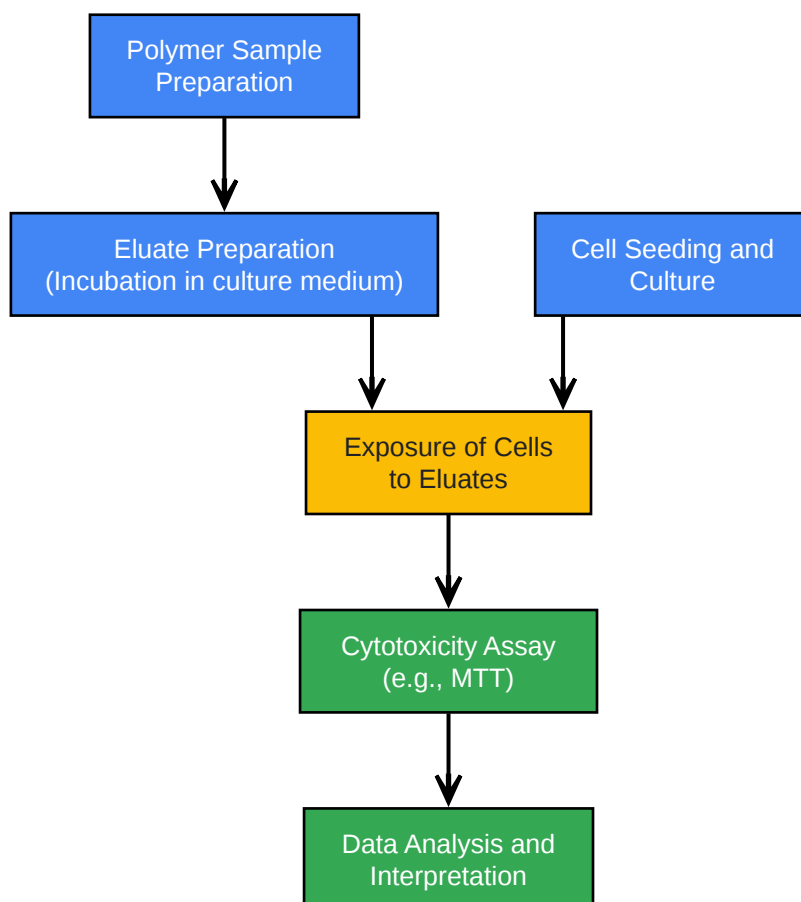 Polymer Sample
Preparation
Eluate Preparation
(Incubation in culture medium)
Cell Seeding and
Culture
Exposure of Cells
to Eluates
Cytotoxicity Assay
(e.g., MTT)
Data Analysis and
Interpretation